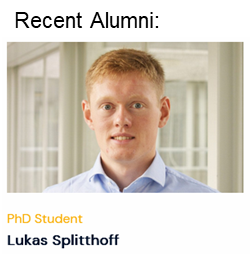 Recent Alumni:
PhD Student
Lukas Splitthoff